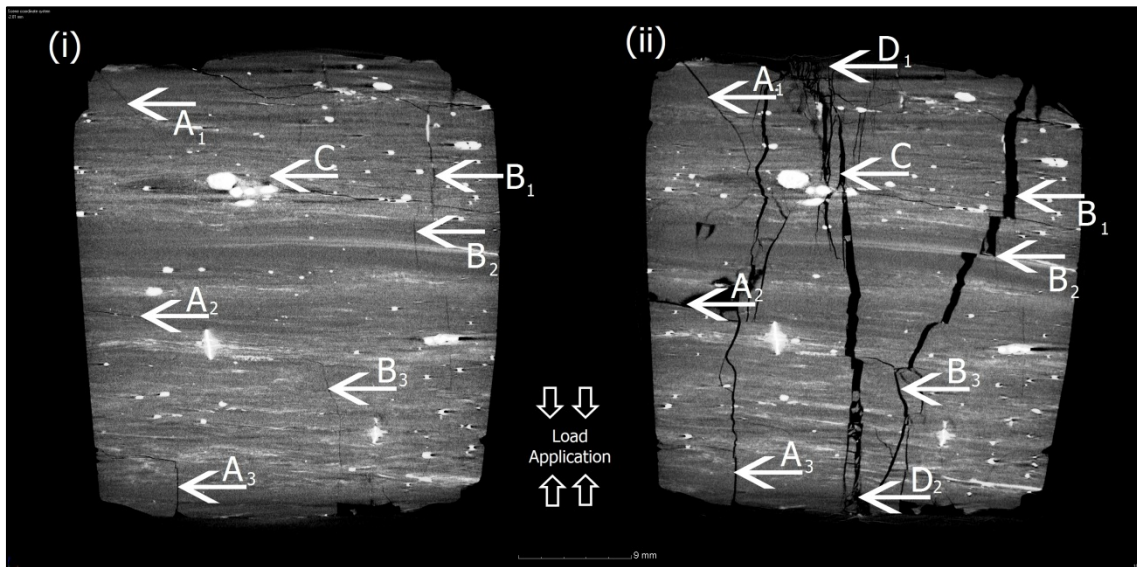 (i)
A1
C
B1
B2
A2
B3
A3
Load
Application
(ii)
D1
A1
C
B1
B2
A2
B3
A3
D2
9 mm